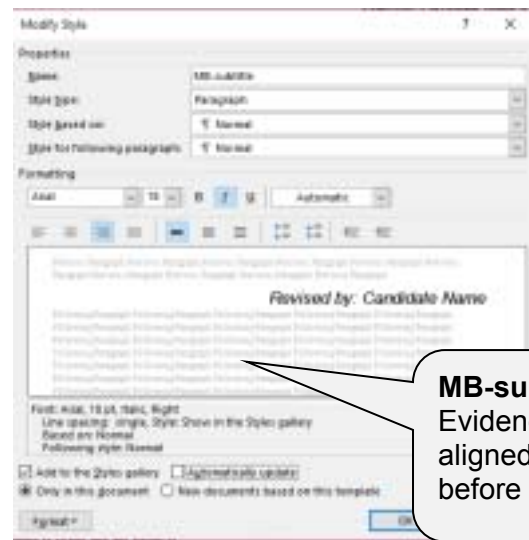 Modify Style ? ×
Properties
Name: MB-subtitle
Style type: Paragraph
Style based on: ¶ Normal
Style for following paragraph: ¶ Normal
Formatting
Arial B I U Automatic
Revised by: Candidate Name
Font: Arial, Italic, Right
Line spacing: single, Style: Show in the Styles gallery
Based on: Normal
Following style: Normal
Add to the Styles gallery Automatically update
Only in this document New documents based on this template
Format
MB-su
Eviden
aligned
before